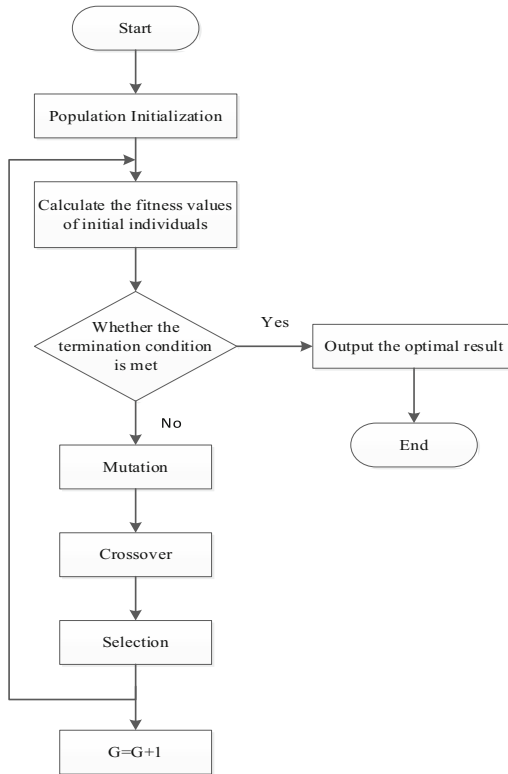 Start
Population Initialization
Calculate the fitness values
of initial individuals
Whether the
termination condition
is met
Yes
Output the optimal result
End
No
Mutation
Crossover
Selection
G=G+1